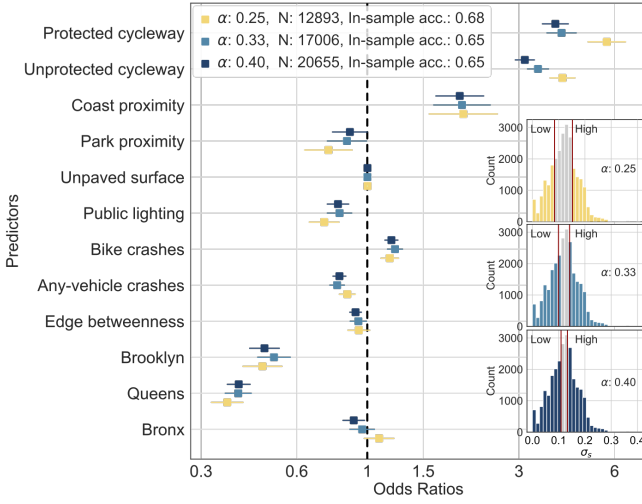 α: 0.25, N: 12893, In-sample acc.: 0.68
α: 0.33, N: 17006, In-sample acc.: 0.65
α: 0.40, N: 20655, In-sample acc.: 0.65
Predictors
Protected cycleway
Unprotected cycleway
Coast proximity
Park proximity
Unpaved surface
Public lighting
Bike crashes
Any-vehicle crashes
Edge betweenness
Brooklyn
Queens
Bronx
0.3 0.6 1 1.5 3 6
Odds Ratios
Low High
α: 0.25
Count
3000
2000
1000
0
Low High
α: 0.33
Count
3000
2000
1000
0
Low High
α: 0.40
Count
3000
2000
1000
0
0.0 0.1 0.2 0.3 0.4
σs